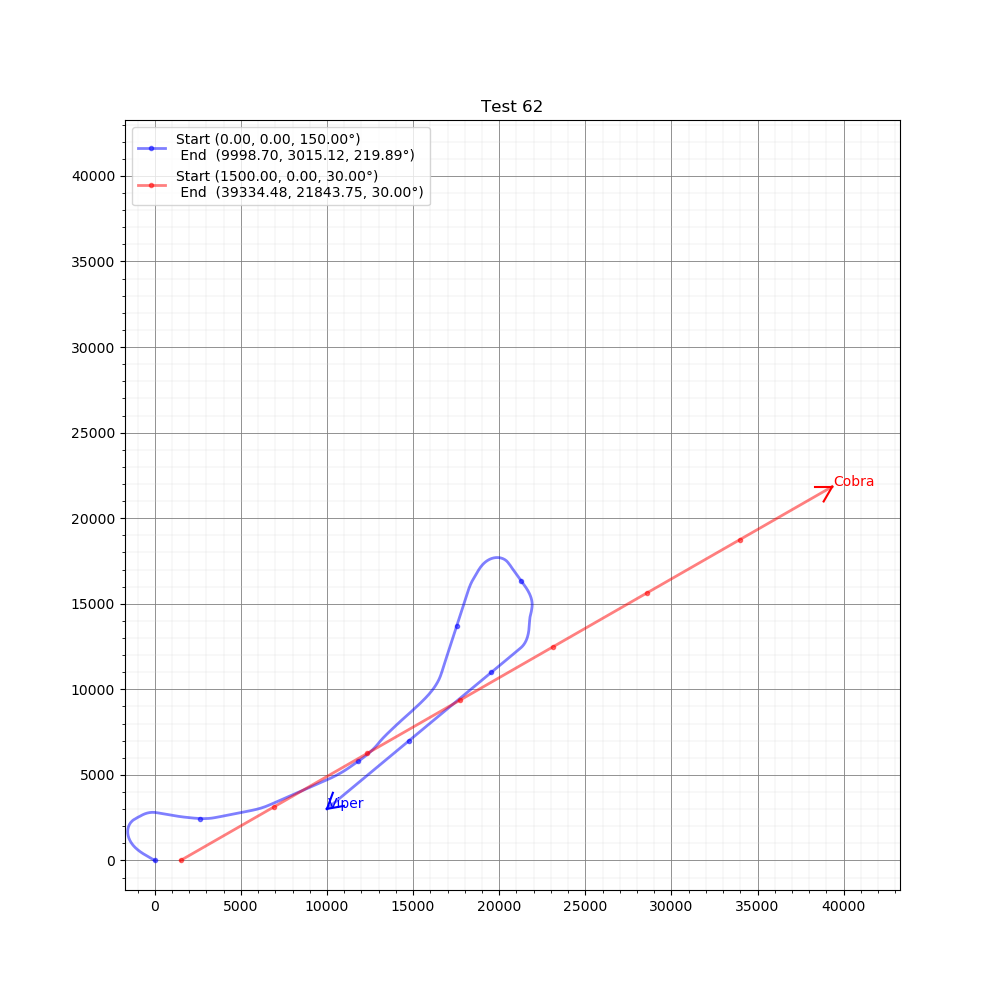 Test 62
Start (0.00, 0.00, 150.00°)
End (9998.70, 3015.12, 219.89°)
Start (1500.00, 0.00, 30.00°)
End (39334.48, 21843.75, 30.00°)
40000
35000
30000
25000
20000
15000
10000
5000
0
Cobra
Viper
0
5000
10000
15000
20000
25000
30000
35000
40000